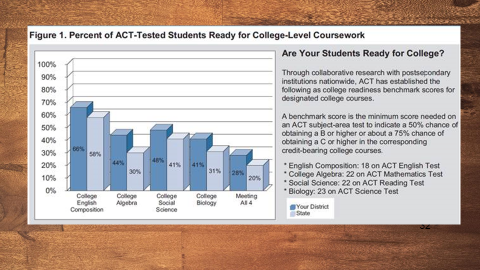 Figure 1. Percent of ACT-Tested Students Ready for College-Level Coursework
Are Your Students Ready for College?
Through collaborative research with postsecondary
institutions nationwide, ACT has established the
following as college readiness benchmark scores for
designated college courses.
A benchmark score is the minimum score needed on
an ACT subject-area test to indicate a 50% chance of
obtaining a B or higher or about a 75% chance of
obtaining a C or higher in the corresponding
credit-bearing college courses.
* English Composition: 18 on ACT English Test
* College Algebra: 22 on ACT Mathematics Test
* Social Science: 22 on ACT Reading Test
* Biology: 23 on ACT Science Test
Your District
State
100%
90%
80%
70%
60%
50%
40%
30%
20%
10%
0%
66%
58%
44%
30%
48%
41%
41%
31%
28%
20%
College
English
Composition
College
Algebra
College
Social
Science
College
Biology
Meeting
All 4
32